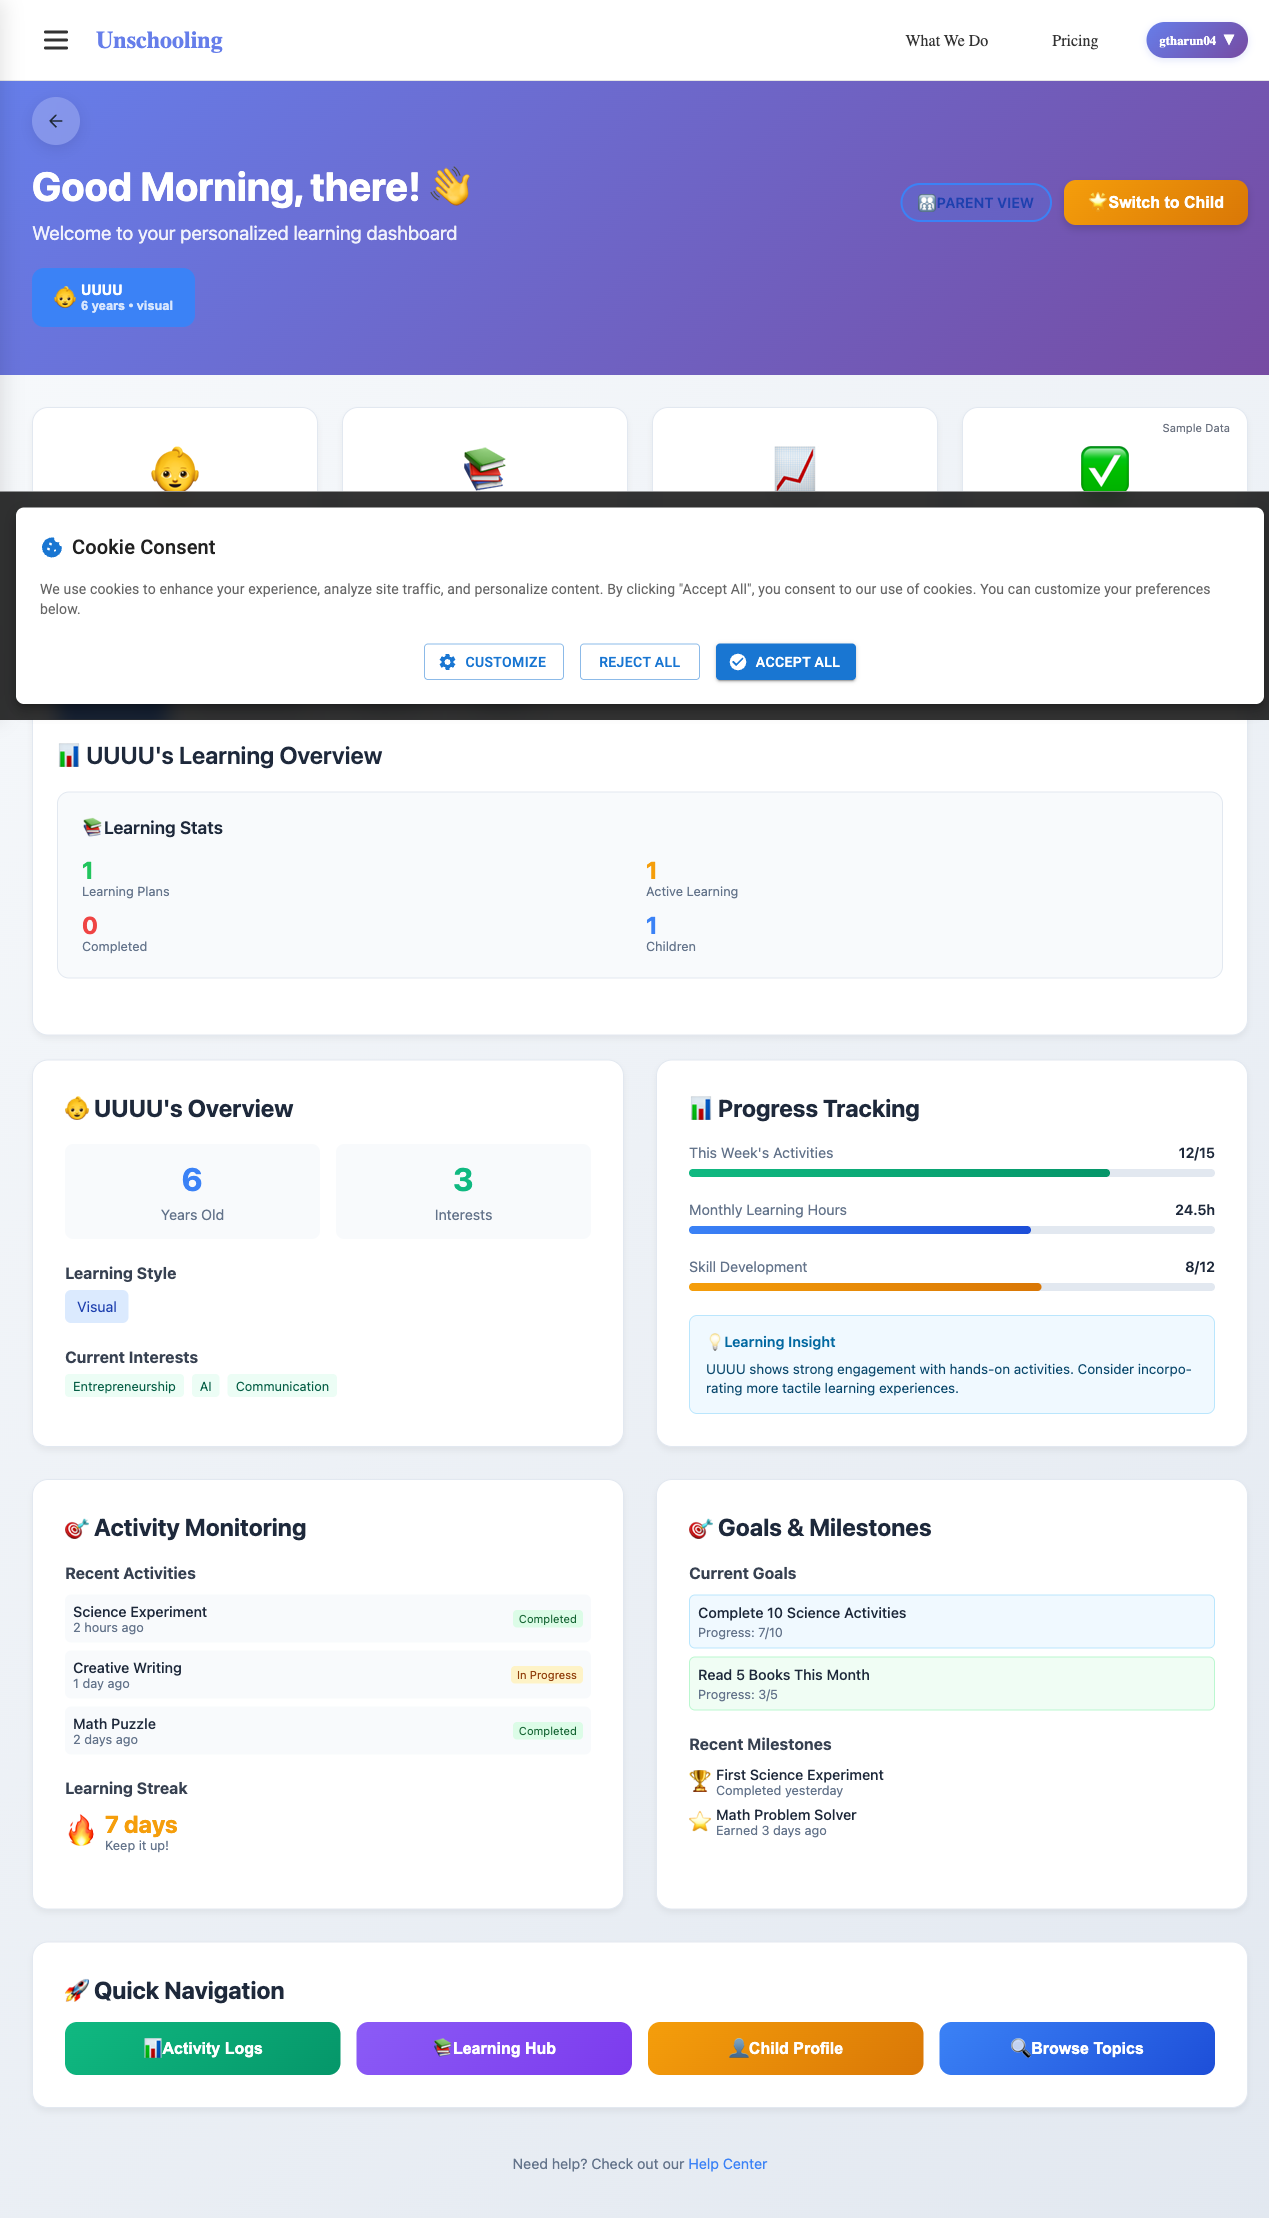 Unschooling
What We Do
Pricing
gtharun04 ▼
Good Morning, there! 👋
Welcome to your personalized learning dashboard
PARENT VIEW
🌟Switch to Child
👶 UUUU
6 years • visual
Sample Data
Cookie Consent
We use cookies to enhance your experience, analyze site traffic, and personalize content. By clicking "Accept All", you consent to our use of cookies. You can customize your preferences
below.
CUSTOMIZE
REJECT ALL
ACCEPT ALL
📊 UUUU's Learning Overview
📚Learning Stats
1
Learning Plans
1
Active Learning
0
Completed
1
Children
👶 UUUU's Overview
6
Years Old
3
Interests
Learning Style
Visual
Current Interests
Entrepreneurship
AI
Communication
📊 Progress Tracking
This Week's Activities
12/15
Monthly Learning Hours
24.5h
Skill Development
8/12
💡Learning Insight
UUUU shows strong engagement with hands-on activities. Consider incorpo-
rating more tactile learning experiences.
🎯 Activity Monitoring
Recent Activities
Science Experiment
2 hours ago
Completed
Creative Writing
1 day ago
In Progress
Math Puzzle
2 days ago
Completed
Learning Streak
🔥 7 days
Keep it up!
🎯 Goals & Milestones
Current Goals
Complete 10 Science Activities
Progress: 7/10
Read 5 Books This Month
Progress: 3/5
Recent Milestones
🏆 First Science Experiment
Completed yesterday
⭐ Math Problem Solver
Earned 3 days ago
🚀 Quick Navigation
📊Activity Logs
📚Learning Hub
👤Child Profile
🔍Browse Topics
Need help? Check out our Help Center